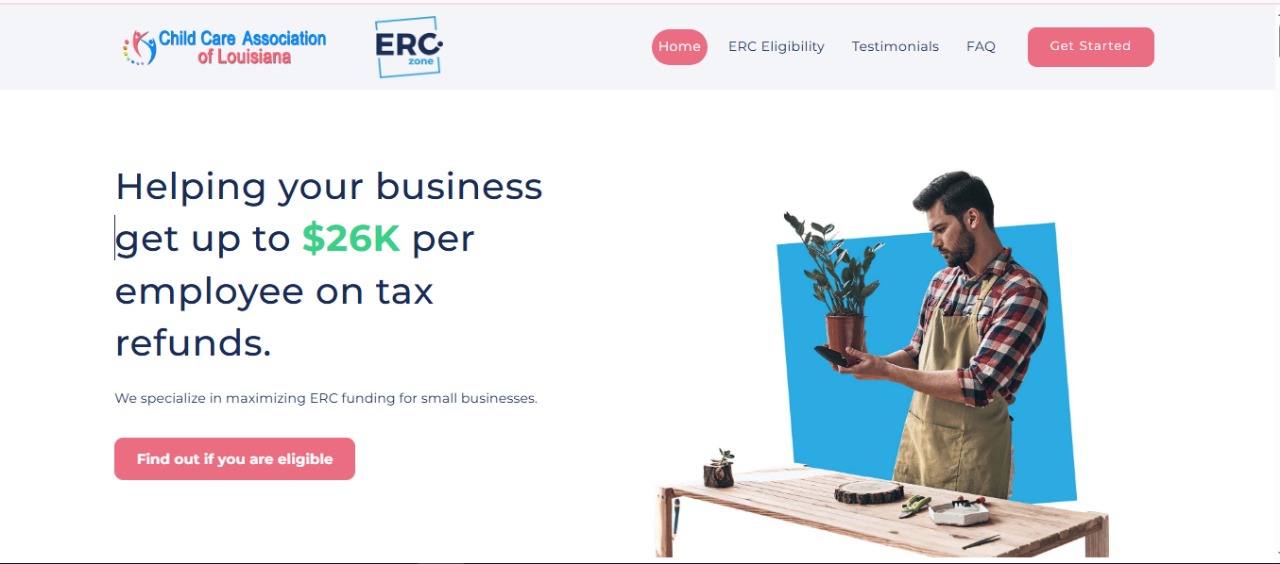 Child Care Association
of Louisiana
ERC
zone
Home
ERC Eligibility
Testimonials
FAQ
Get Started
Helping your business
get up to $26K per
employee on tax
refunds.
We specialize in maximizing ERC funding for small businesses.
Find out if you are eligible